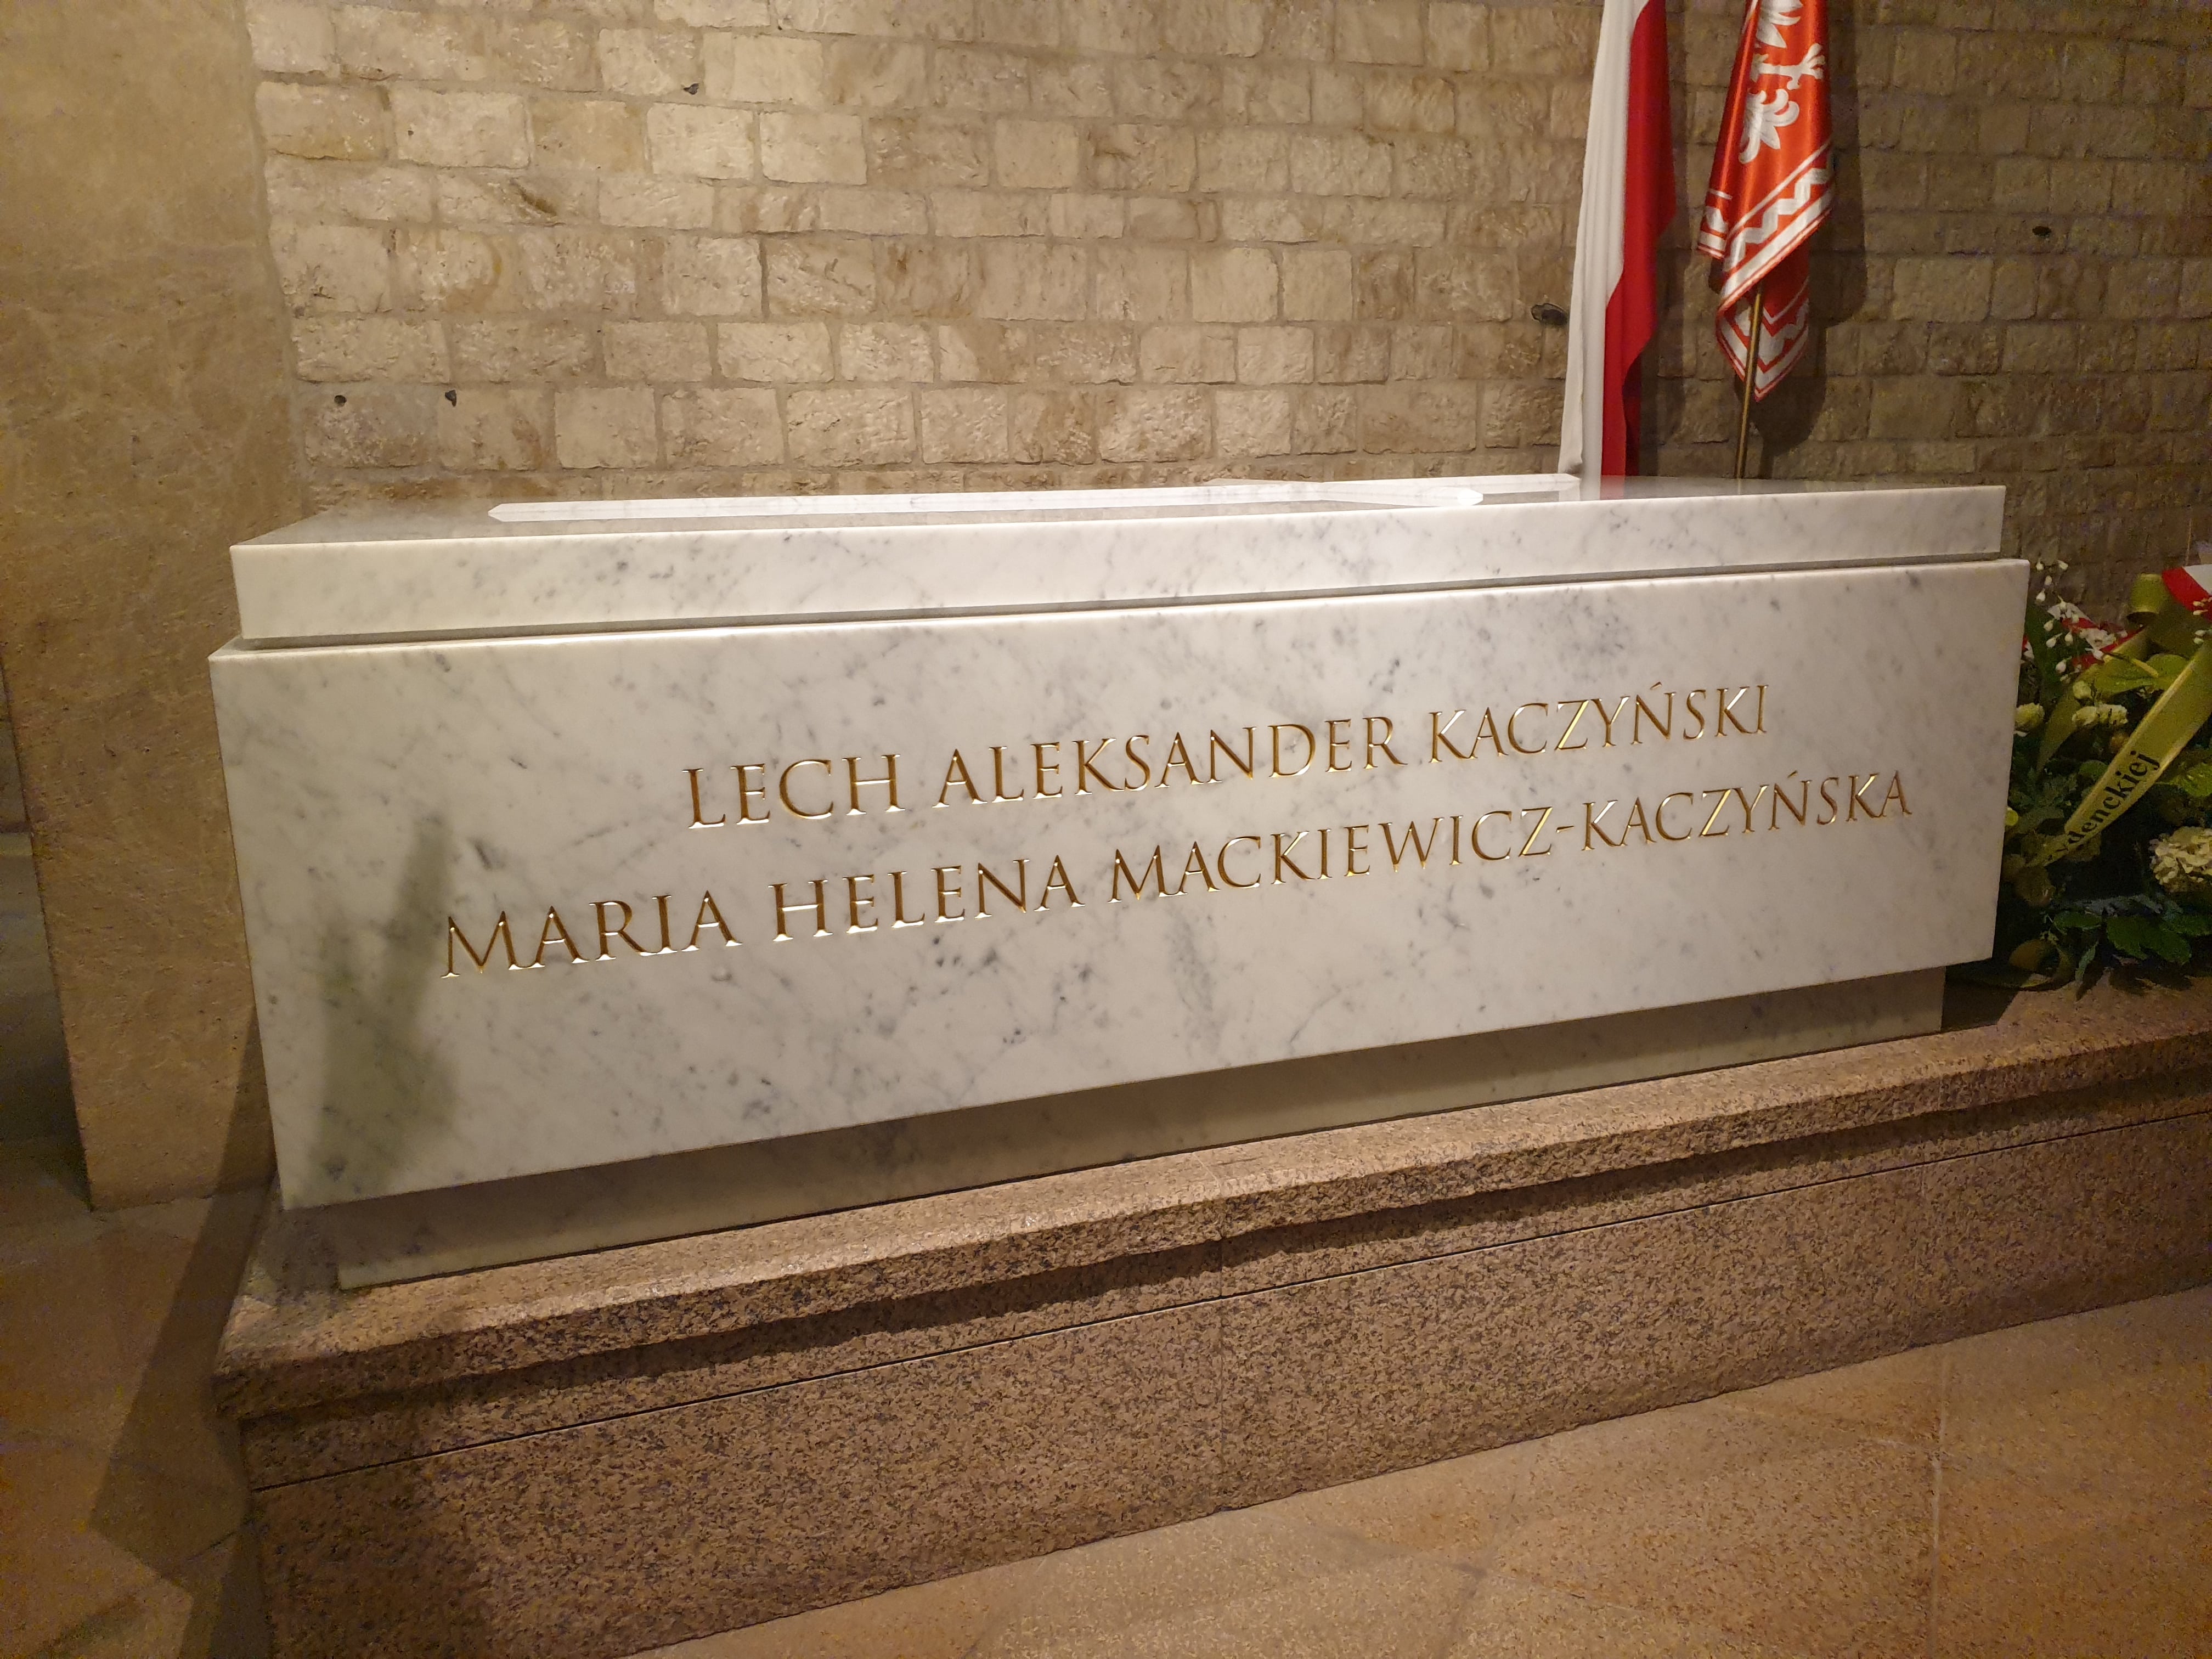 LECH ALEKSANDER KACZYŃSKI
MARIA HELENA MACKIEWICZ-KACZYŃSKA